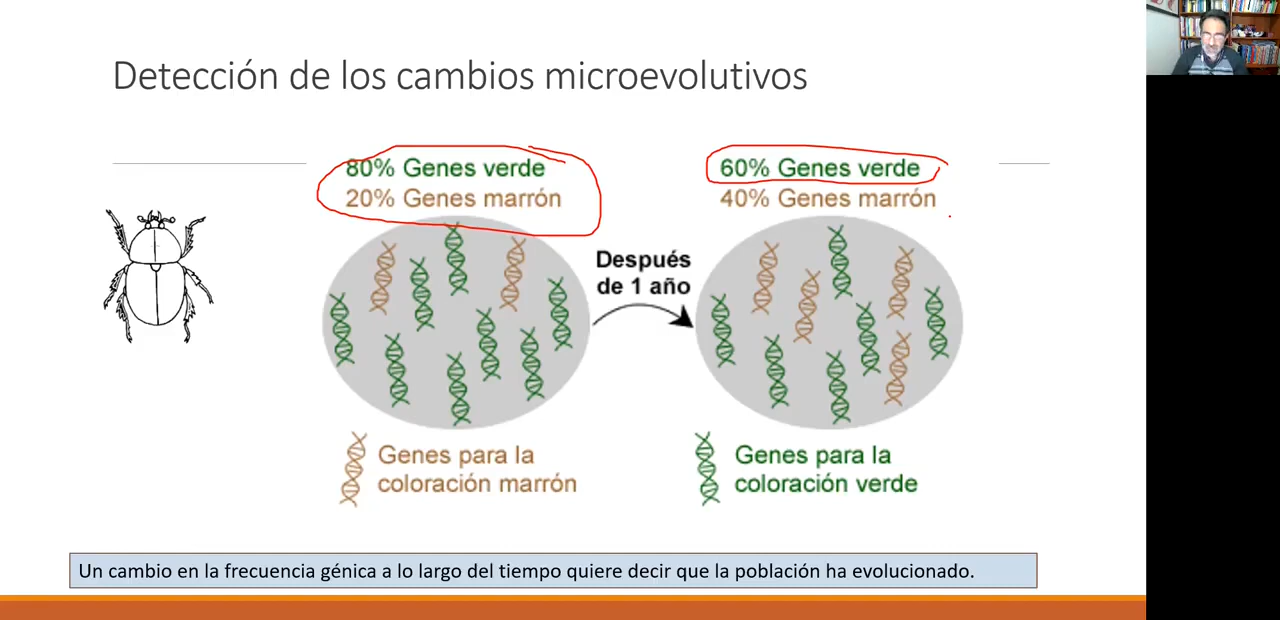 Detección de los cambios microevolutivos
80% Genes verde
20% Genes marrón
60% Genes verde
40% Genes marrón
Después
de 1 año
Genes para la
coloración marrón
Genes para la
coloración verde
Un cambio en la frecuencia génica a lo largo del tiempo quiere decir que la población ha evolucionado.